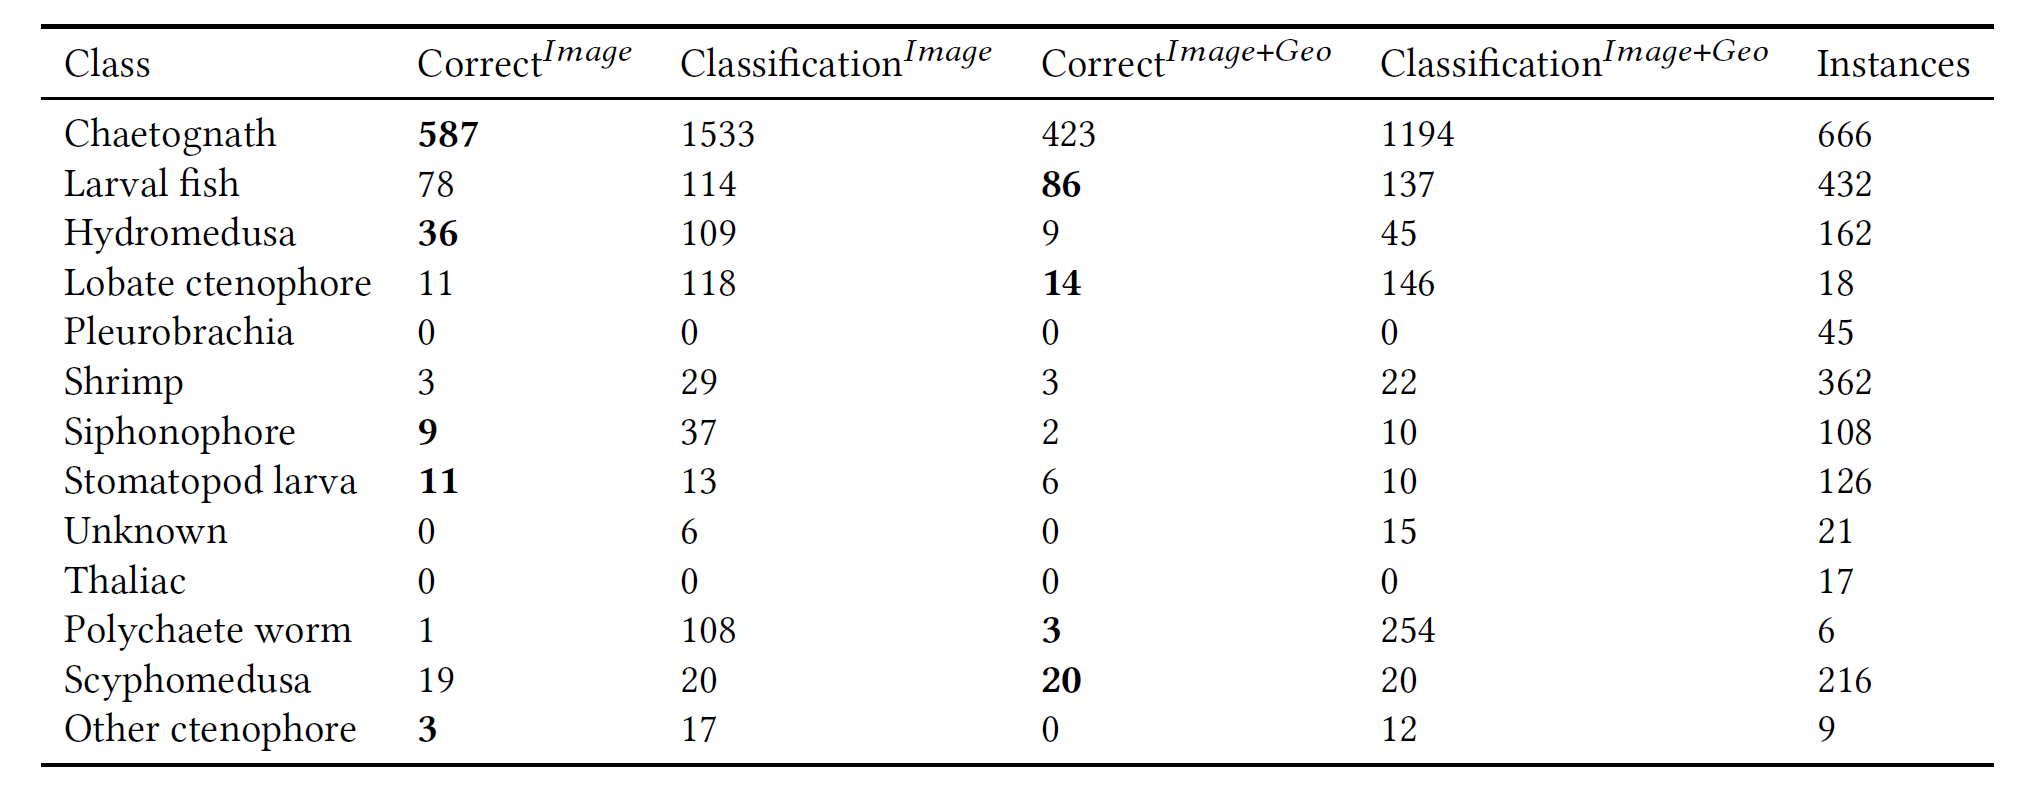 Class Correct^Image Classification^Image Correct^Image+Geo Classification^Image+Geo Instances
Chaetognath 587 1533 423 1194 666
Larval fish 78 114 86 137 432
Hydromedusa 36 109 9 45 162
Lobate ctenophore 11 118 14 146 18
Pleurobrachia 0 0 0 0 45
Shrimp 3 29 3 22 362
Siphonophore 9 37 2 10 108
Stomatopod larva 11 13 6 10 126
Unknown 0 6 0 15 21
Thaliac 0 0 0 0 17
Polychaete worm 1 108 3 254 6
Scyphomedusa 19 20 20 20 216
Other ctenophore 3 17 0 12 9